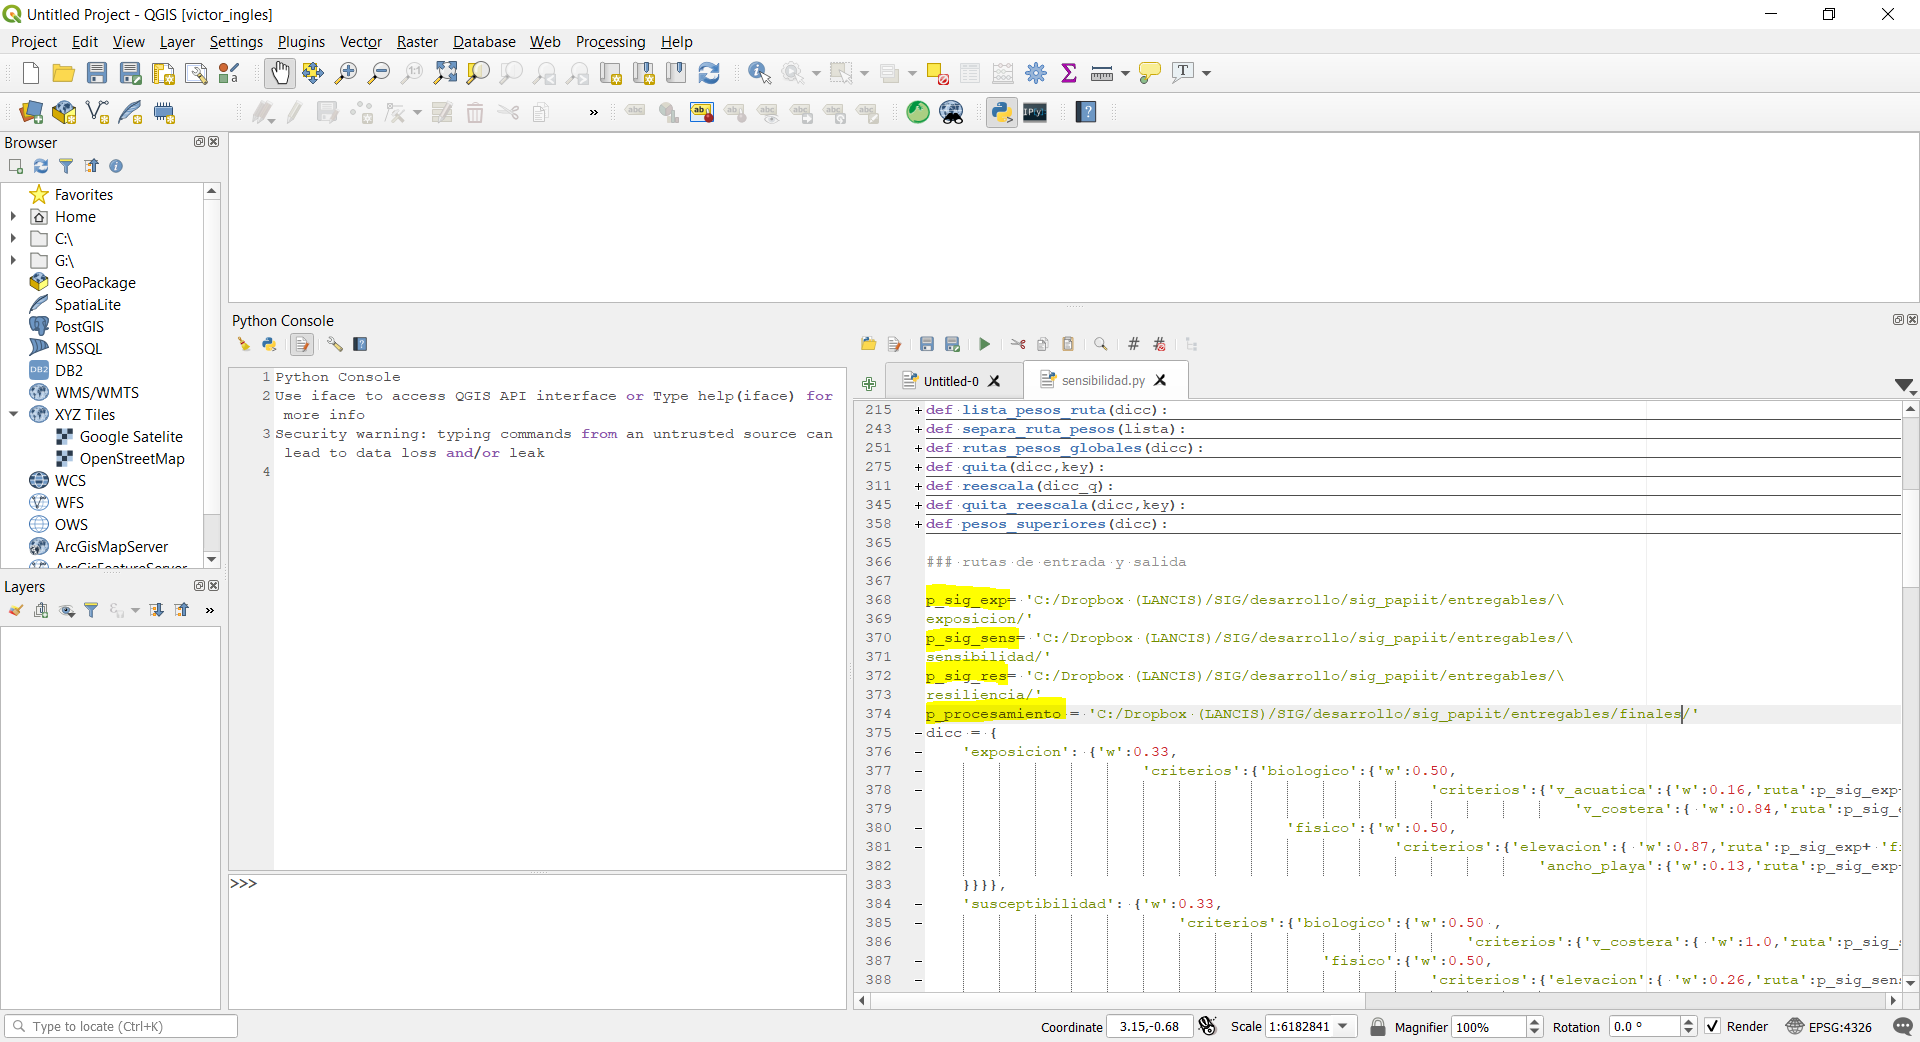 Untitled Project - QGIS [victor_ingles]
Project Edit View Layer Settings Plugins Vector Raster Database Web Processing Help
Browser
Favorites
Home
C:\
G:\
GeoPackage
SpatiaLite
PostGIS
MSSQL
DB2
WMS/WMTS
XYZ Tiles
Google Satelite
OpenStreetMap
WCS
WFS
OWS
ArcGisMapServer
ArcGisFeatureServer
Layers
Python Console
1 Python Console
2 Use iface to access QGIS API interface or Type help(iface) for
more info
3 Security warning: typing commands from an untrusted source can
lead to data loss and/or leak
4
>>>
Untitled-0 sensibilidad.py
215 +def lista_pesos_ruta(dicc):
243 +def separa_ruta_pesos(lista):
251 +def rutas_pesos_globales(dicc):
275 +def quita(dicc,key):
311 +def reescala(dicc_q):
345 +def quita_reescala(dicc,key):
358 +def pesos_superiores(dicc):
365
366 ### rutas de entrada y salida
367
368 p_sig_exp= 'C:/Dropbox (LANCIS)/SIG/desarrollo/sig_papiit/entregables/\
369 exposicion/'
370 p_sig_sens= 'C:/Dropbox (LANCIS)/SIG/desarrollo/sig_papiit/entregables/\
371 sensibilidad/'
372 p_sig_res= 'C:/Dropbox (LANCIS)/SIG/desarrollo/sig_papiit/entregables/\
373 resiliencia/'
374 p_procesamiento = 'C:/Dropbox (LANCIS)/SIG/desarrollo/sig_papiit/entregables/finales/'
375 -dicc = {
376 - 'exposicion': {'w':0.33,
377 - 'criterios':{'biologico':{'w':0.50,
378 - 'criterios':{'v_acuatica':{'w':0.16,'ruta':p_sig_exp+
379 'v_costera':{ 'w':0.84,'ruta':p_sig_e
380 - 'fisico':{'w':0.50,
381 - 'criterios':{'elevacion':{ 'w':0.87,'ruta':p_sig_exp+ 'fi
382 'ancho_playa':{'w':0.13,'ruta':p_sig_exp+
383 }}}},
384 - 'susceptibilidad': {'w':0.33,
385 - 'criterios':{'biologico':{'w':0.50 ,
386 'criterios':{'v_costera':{ 'w':1.0,'ruta':p_sig_s
387 - 'fisico':{'w':0.50,
388 - 'criterios':{'elevacion':{ 'w':0.26,'ruta':p_sig_sens
Type to locate (Ctrl+K) Coordinate 3.15,-0.68 Scale 1:6182841 Magnifier 100% Rotation 0.0 ° Render EPSG:4326